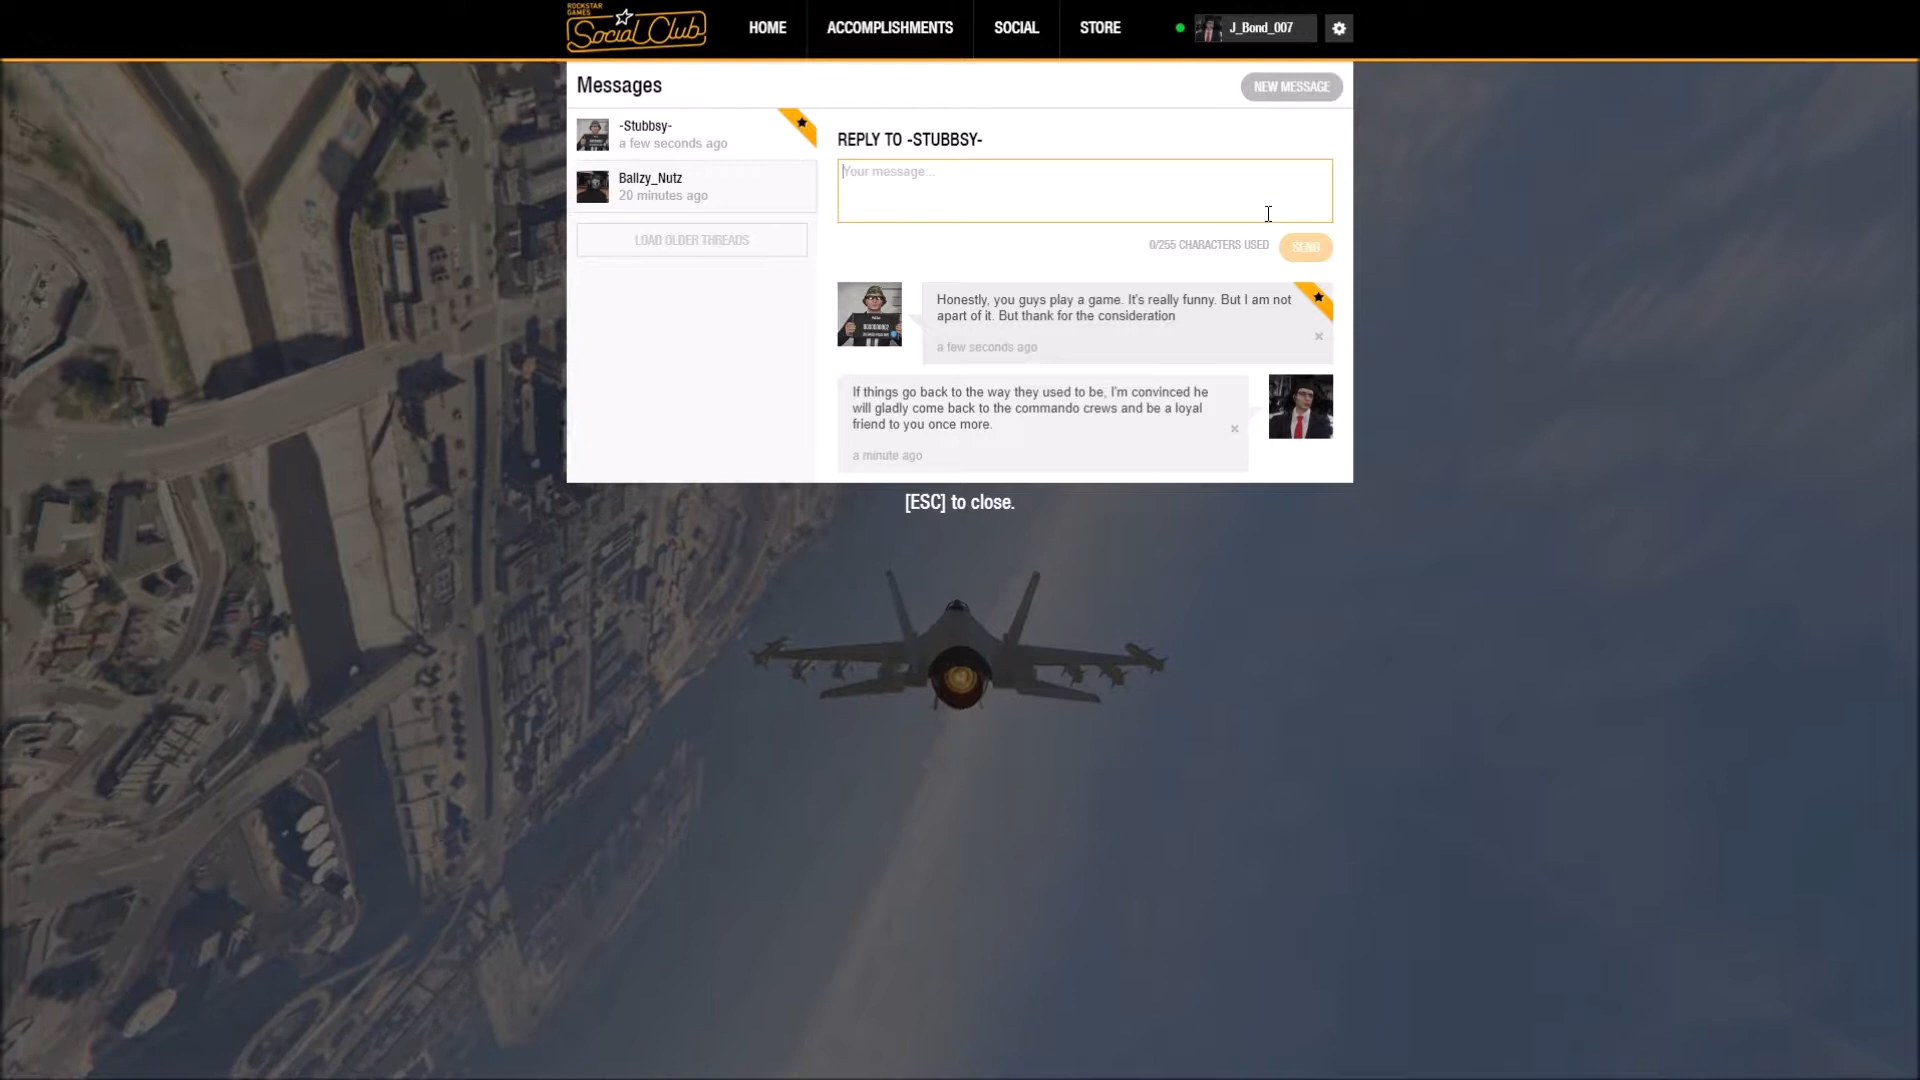 ROCKSTAR
GAMES
Social Club
HOME
ACCOMPLISHMENTS
SOCIAL
STORE
J_Bond_007
Messages
NEW MESSAGE
-Stubbsy-
a few seconds ago
Ballzy_Nutz
20 minutes ago
LOAD OLDER THREADS
REPLY TO -STUBBSY-
Your message...
0/255 CHARACTERS USED
SEND
Honestly, you guys play a game. It's really funny. But I am not
apart of it. But thank for the consideration
a few seconds ago
If things go back to the way they used to be, I'm convinced he
will gladly come back to the commando crews and be a loyal
friend to you once more.
a minute ago
[ESC] to close.